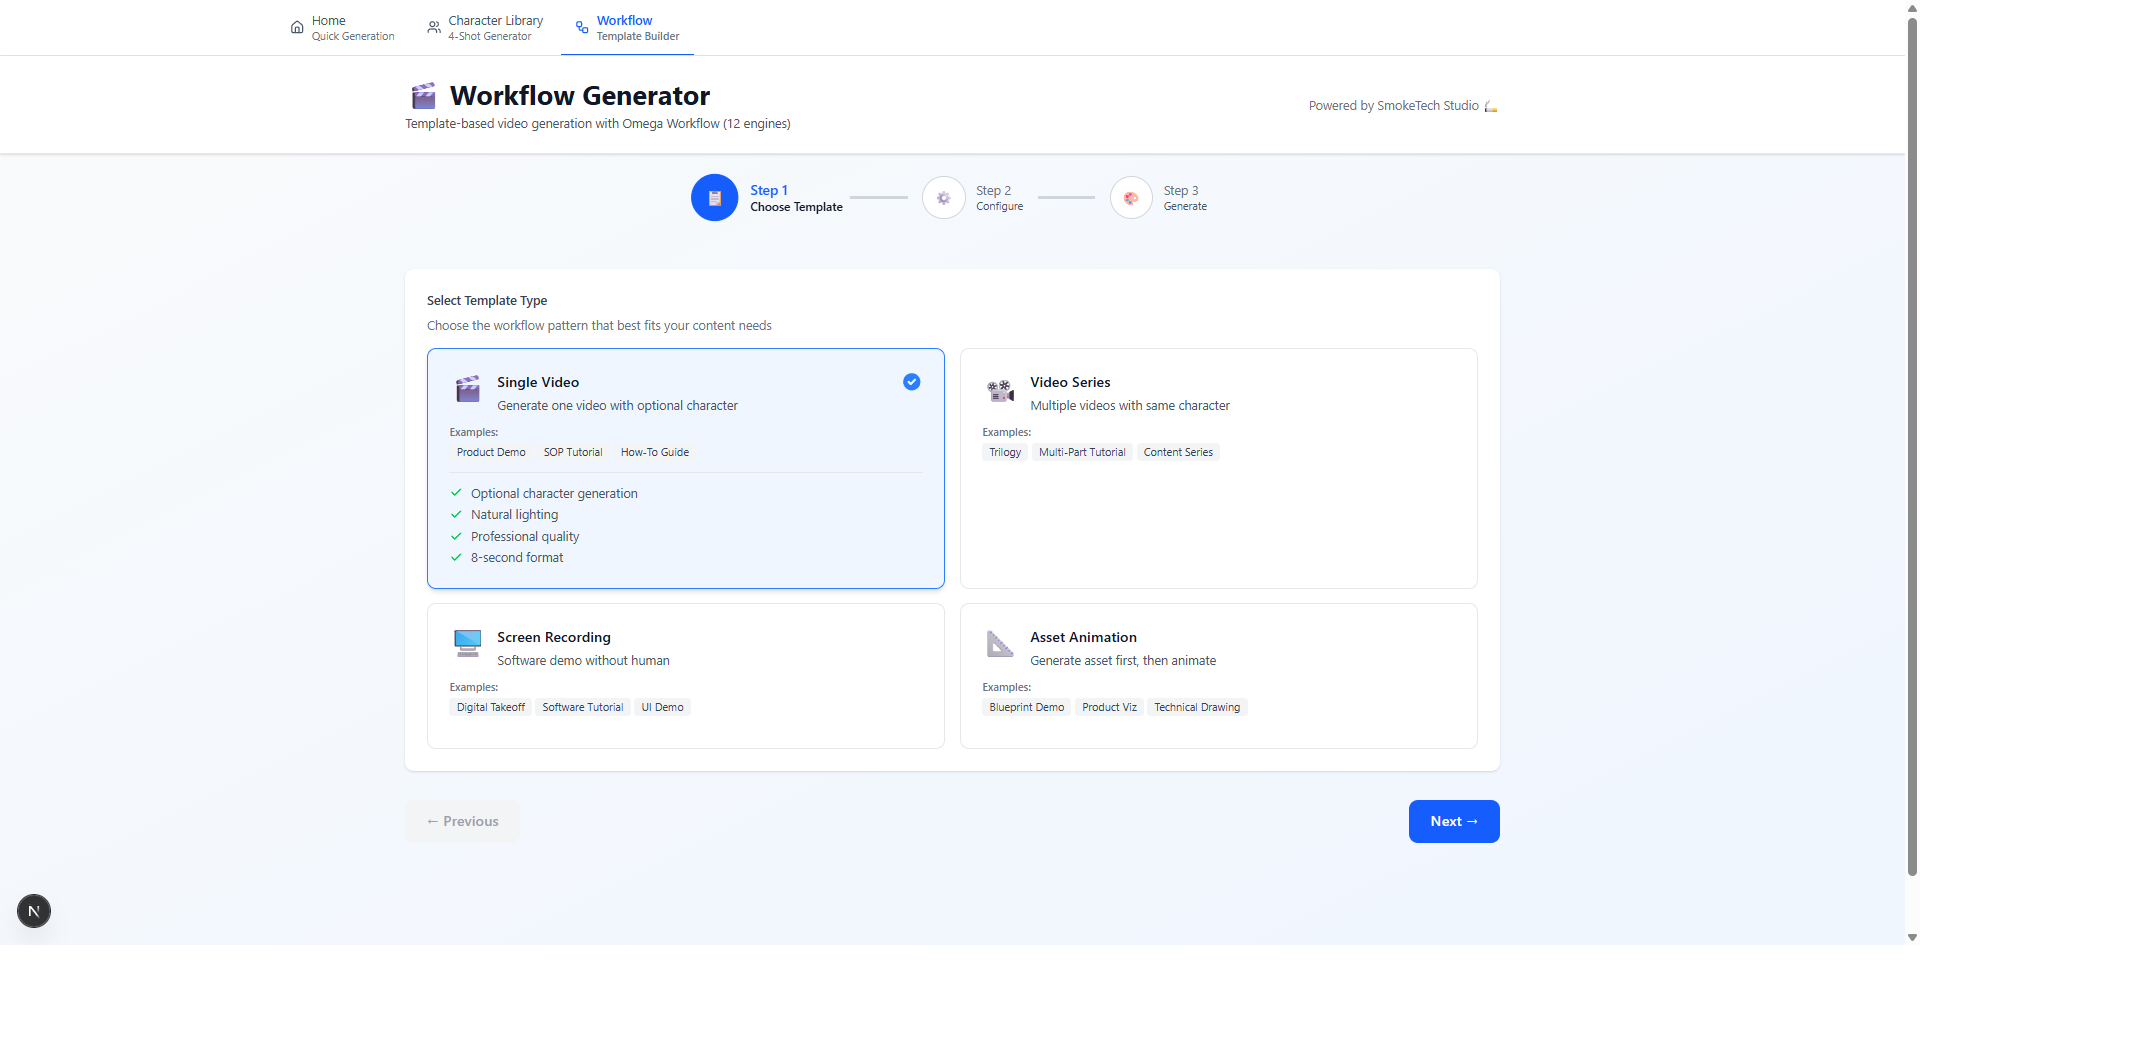 Home
Quick Generation
Character Library
4-Shot Generator
Workflow
Template Builder
Workflow Generator
Template-based video generation with Omega Workflow (12 engines)
Powered by SmokeTech Studio
Step 1
Choose Template
Step 2
Configure
Step 3
Generate
Select Template Type
Choose the workflow pattern that best fits your content needs
Single Video
Generate one video with optional character
Examples:
Product Demo SOP Tutorial How-To Guide
Optional character generation
Natural lighting
Professional quality
8-second format
Video Series
Multiple videos with same character
Examples:
Trilogy Multi-Part Tutorial Content Series
Screen Recording
Software demo without human
Examples:
Digital Takeoff Software Tutorial UI Demo
Asset Animation
Generate asset first, then animate
Examples:
Blueprint Demo Product Viz Technical Drawing
← Previous
Next →
N